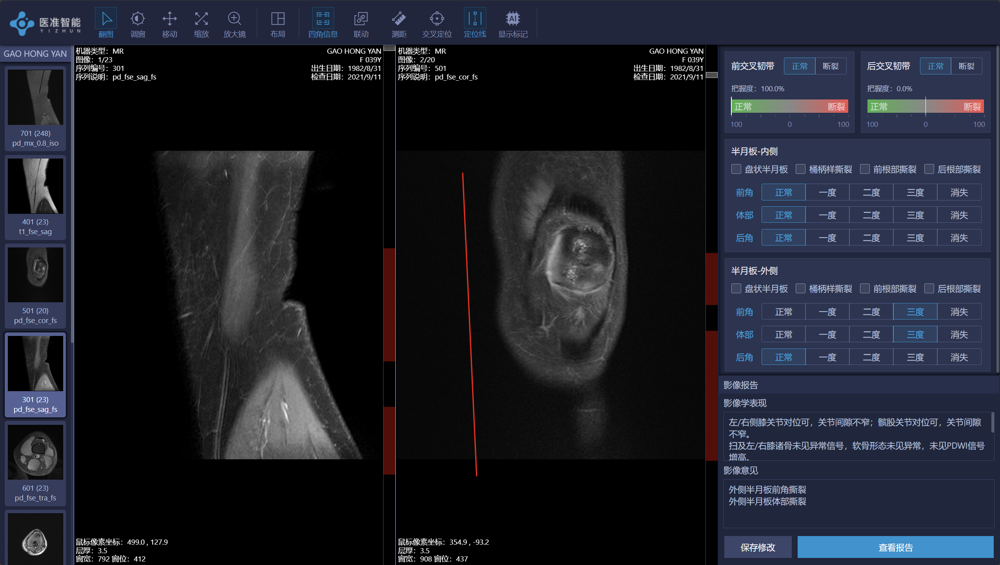 医准智能
YIZHUN
翻图
调窗
移动
缩放
放大镜
布局
四角信息
联动
测距
交叉定位
定位线
AI
显示标记
GAO HONG YAN
701 (248)
pd_mx_0.8_iso
401 (23)
t1_fse_sag
501 (20)
pd_fse_cor_fs
301 (23)
pd_fse_sag_fs
601 (23)
pd_fse_tra_fs
机器类型：MR
图像：1/23
序列编号：301
序列说明：pd_fse_sag_fs
GAO HONG YAN
F 039Y
出生日期：1982/8/31
检查日期：2021/9/11
鼠标像素坐标：499.0 , 127.9
层厚：3.5
窗宽：792 窗位：412
机器类型：MR
图像：2/20
序列编号：501
序列说明：pd_fse_cor_fs
GAO HONG YAN
F 039Y
出生日期：1982/8/31
检查日期：2021/9/11
鼠标像素坐标：354.9 , -93.2
层厚：3.5
窗宽：908 窗位：437
前交叉韧带 正常 断裂
把握度：100.0%
正常 断裂
100 0 100
后交叉韧带 正常 断裂
把握度：0.0%
正常 断裂
100 0 100
半月板-内侧
盘状半月板 桶柄样撕裂 前根部撕裂 后根部撕裂
前角 正常 一度 二度 三度 消失
体部 正常 一度 二度 三度 消失
后角 正常 一度 二度 三度 消失
半月板-外侧
盘状半月板 桶柄样撕裂 前根部撕裂 后根部撕裂
前角 正常 一度 二度 三度 消失
体部 正常 一度 二度 三度 消失
后角 正常 一度 二度 三度 消失
影像报告
影像学表现
左/右侧膝关节对位可，关节间隙不窄；髌股关节对位可，关节间隙
不窄。
扫及左/右膝诸骨未见异常信号，软骨形态未见异常，未见PDWI信号
增高。
影像意见
外侧半月板前角撕裂
外侧半月板体部撕裂
保存修改
查看报告